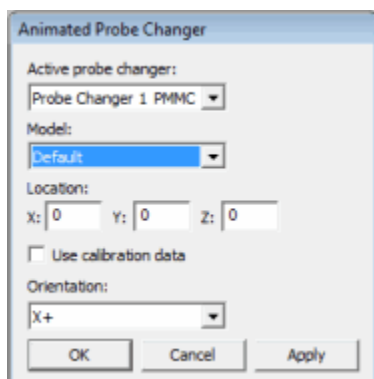 Animated Probe Changer
Active probe changer:
Probe Changer 1 PMMC
Model:
Default
Location:
X: 0 Y: 0 Z: 0
Use calibration data
Orientation:
X+
OK Cancel Apply